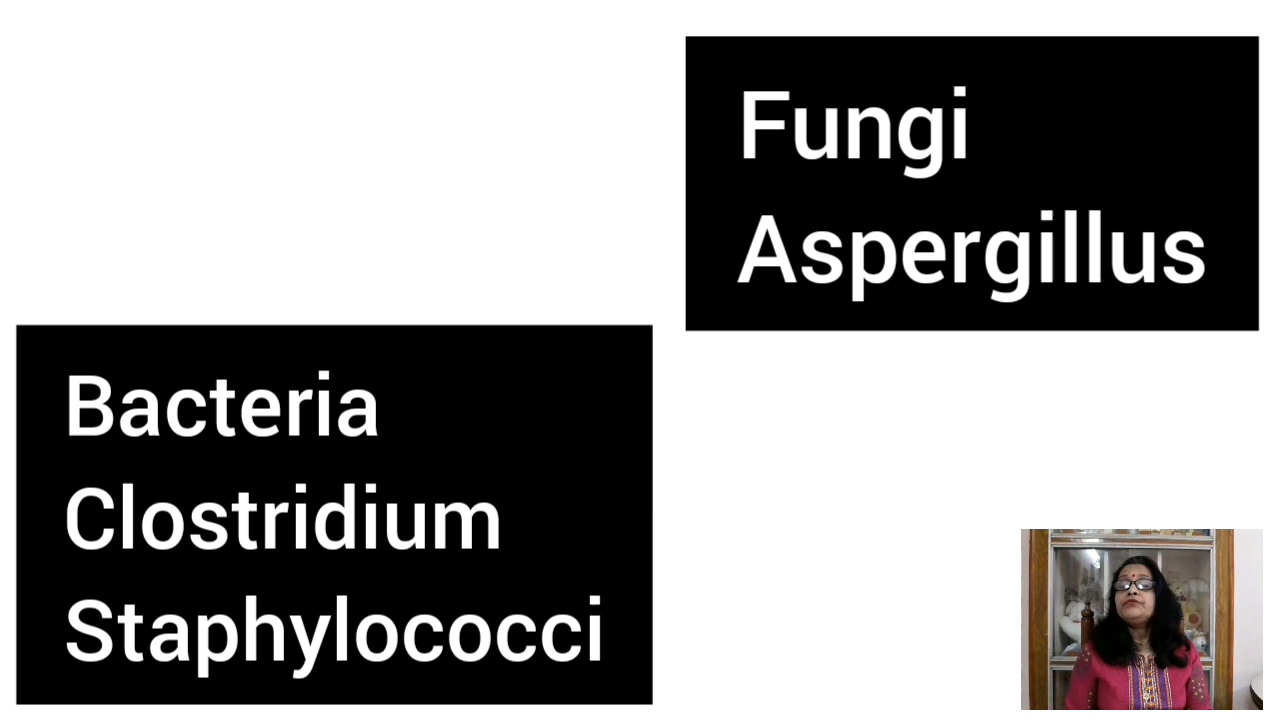 Fungi
Aspergillus
Bacteria
Clostridium
Staphylococci